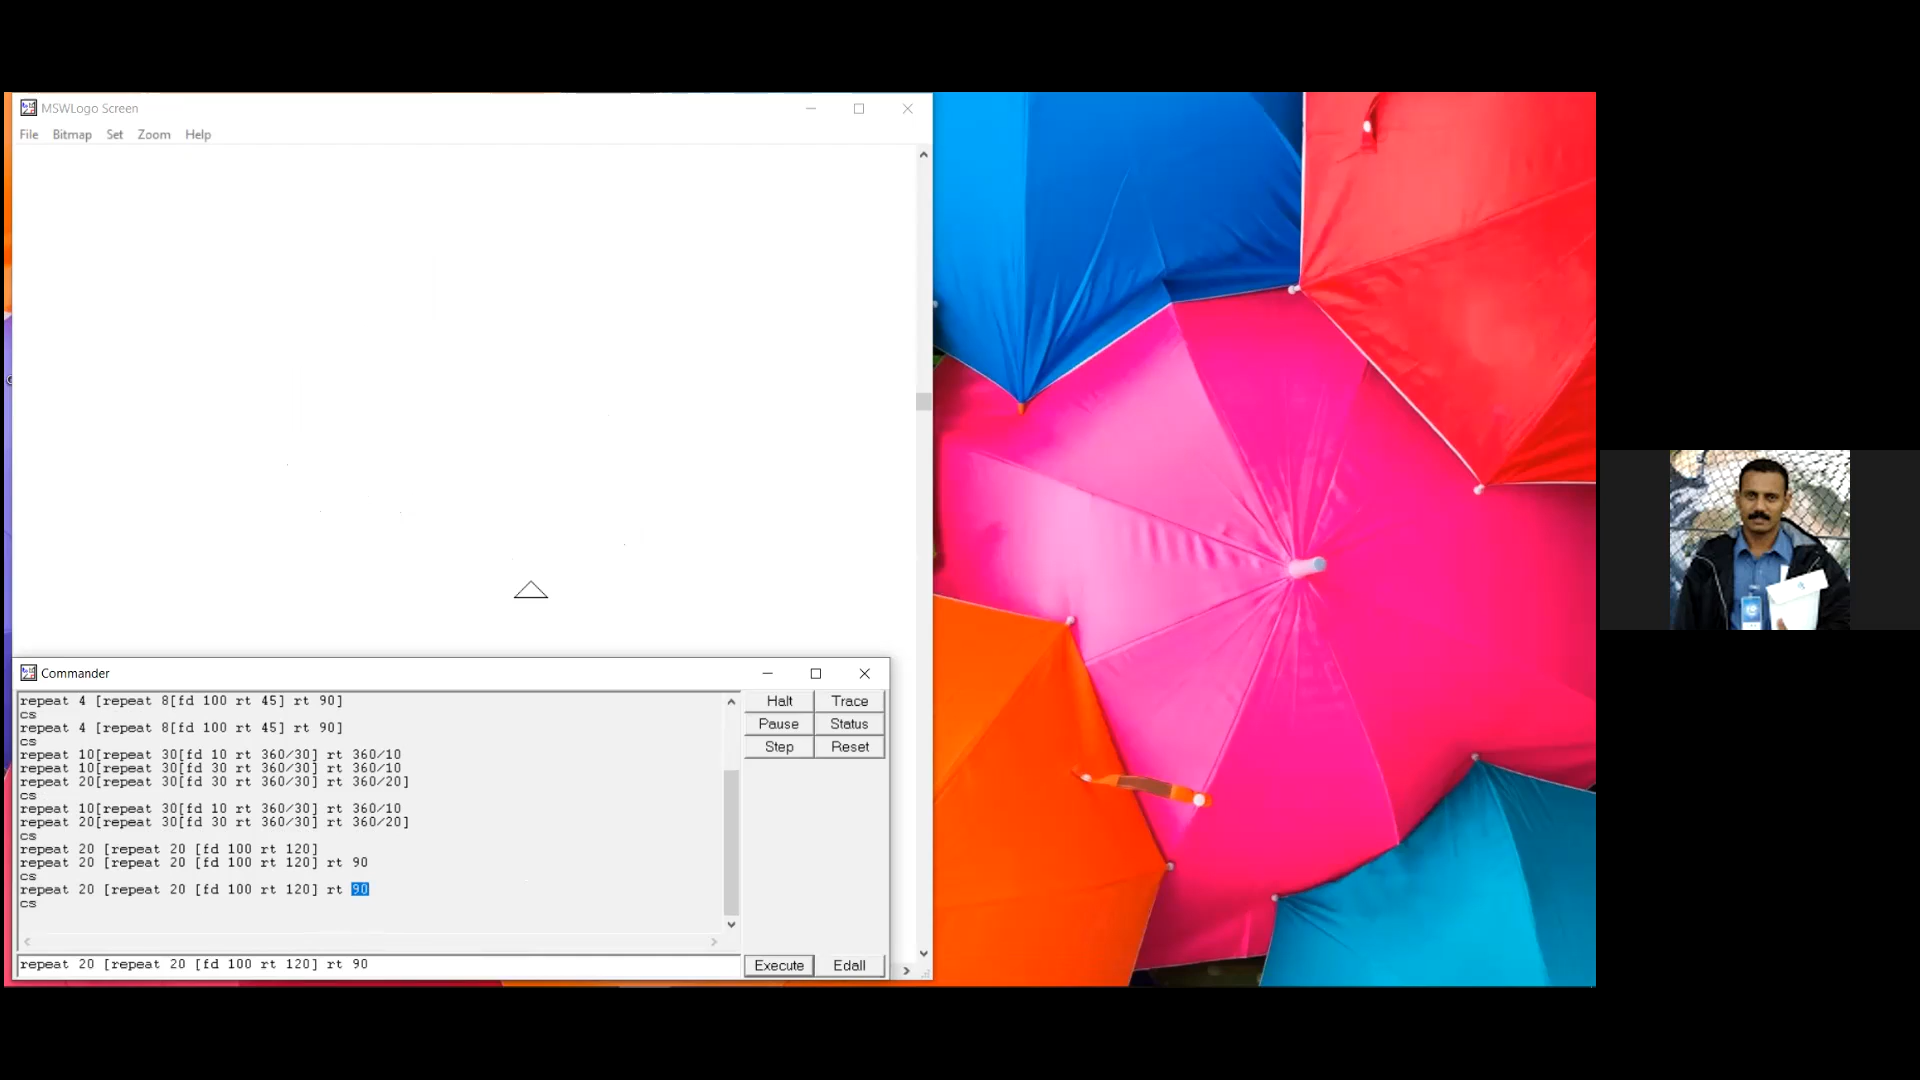 MSWLogo Screen
File Bitmap Set Zoom Help
Commander
repeat 4 [repeat 8[fd 100 rt 45] rt 90]
cs
repeat 4 [repeat 8[fd 100 rt 45] rt 90]
cs
repeat 10[repeat 30[fd 10 rt 360/30] rt 360/10
repeat 10[repeat 30[fd 30 rt 360/30] rt 360/10
repeat 20[repeat 30[fd 30 rt 360/30] rt 360/20]
cs
repeat 10[repeat 30[fd 10 rt 360/30] rt 360/10
repeat 20[repeat 30[fd 30 rt 360/30] rt 360/20]
cs
repeat 20 [repeat 20 [fd 100 rt 120]
repeat 20 [repeat 20 [fd 100 rt 120] rt 90
cs
repeat 20 [repeat 20 [fd 100 rt 120] rt 90
cs
Halt Trace
Pause Status
Step Reset
repeat 20 [repeat 20 [fd 100 rt 120] rt 90
Execute Edall